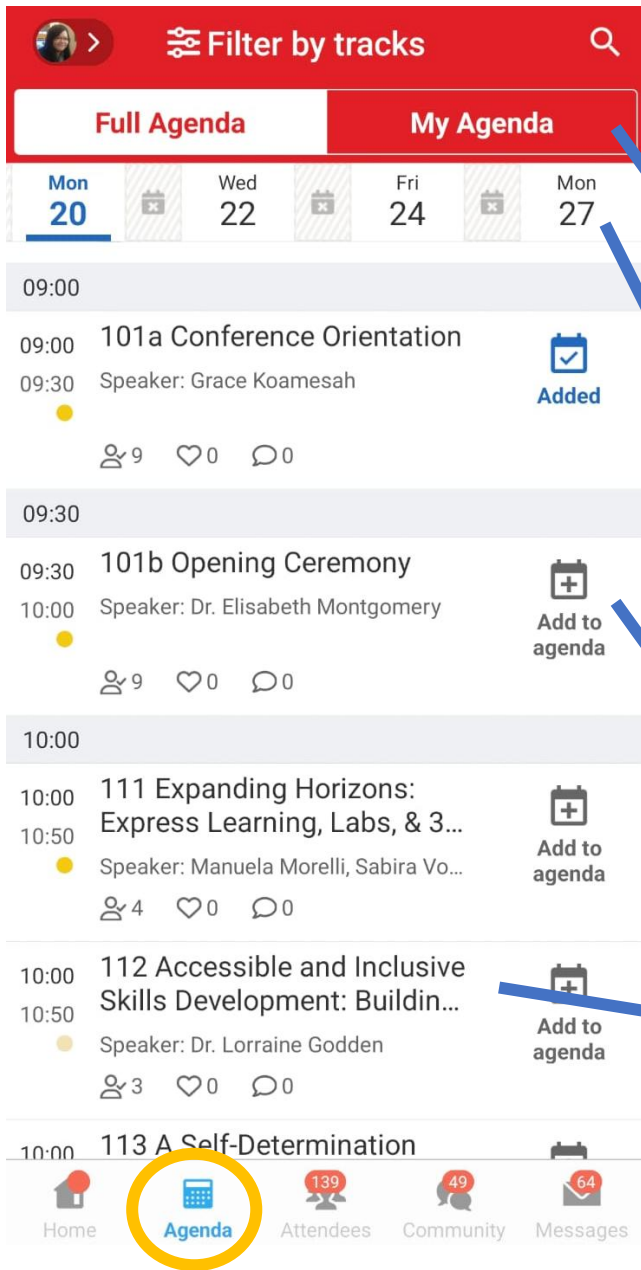 Filter by tracks
Full Agenda My Agenda
Mon Wed Fri Mon
20 22 24 27
09:00
09:00 101a Conference Orientation
09:30 Speaker: Grace Koamesah
Added
9 0 0
09:30
09:30 101b Opening Ceremony
10:00 Speaker: Dr. Elisabeth Montgomery
Add to
agenda
9 0 0
10:00
10:00 111 Expanding Horizons:
10:50 Express Learning, Labs, & 3...
Speaker: Manuela Morelli, Sabira Vo...
Add to
agenda
4 0 0
10:00 112 Accessible and Inclusive
10:50 Skills Development: Buildin...
Speaker: Dr. Lorraine Godden
Add to
agenda
3 0 0
10:00 113 A Self-Determination
139 49 64
Home Agenda Attendees Community Messages